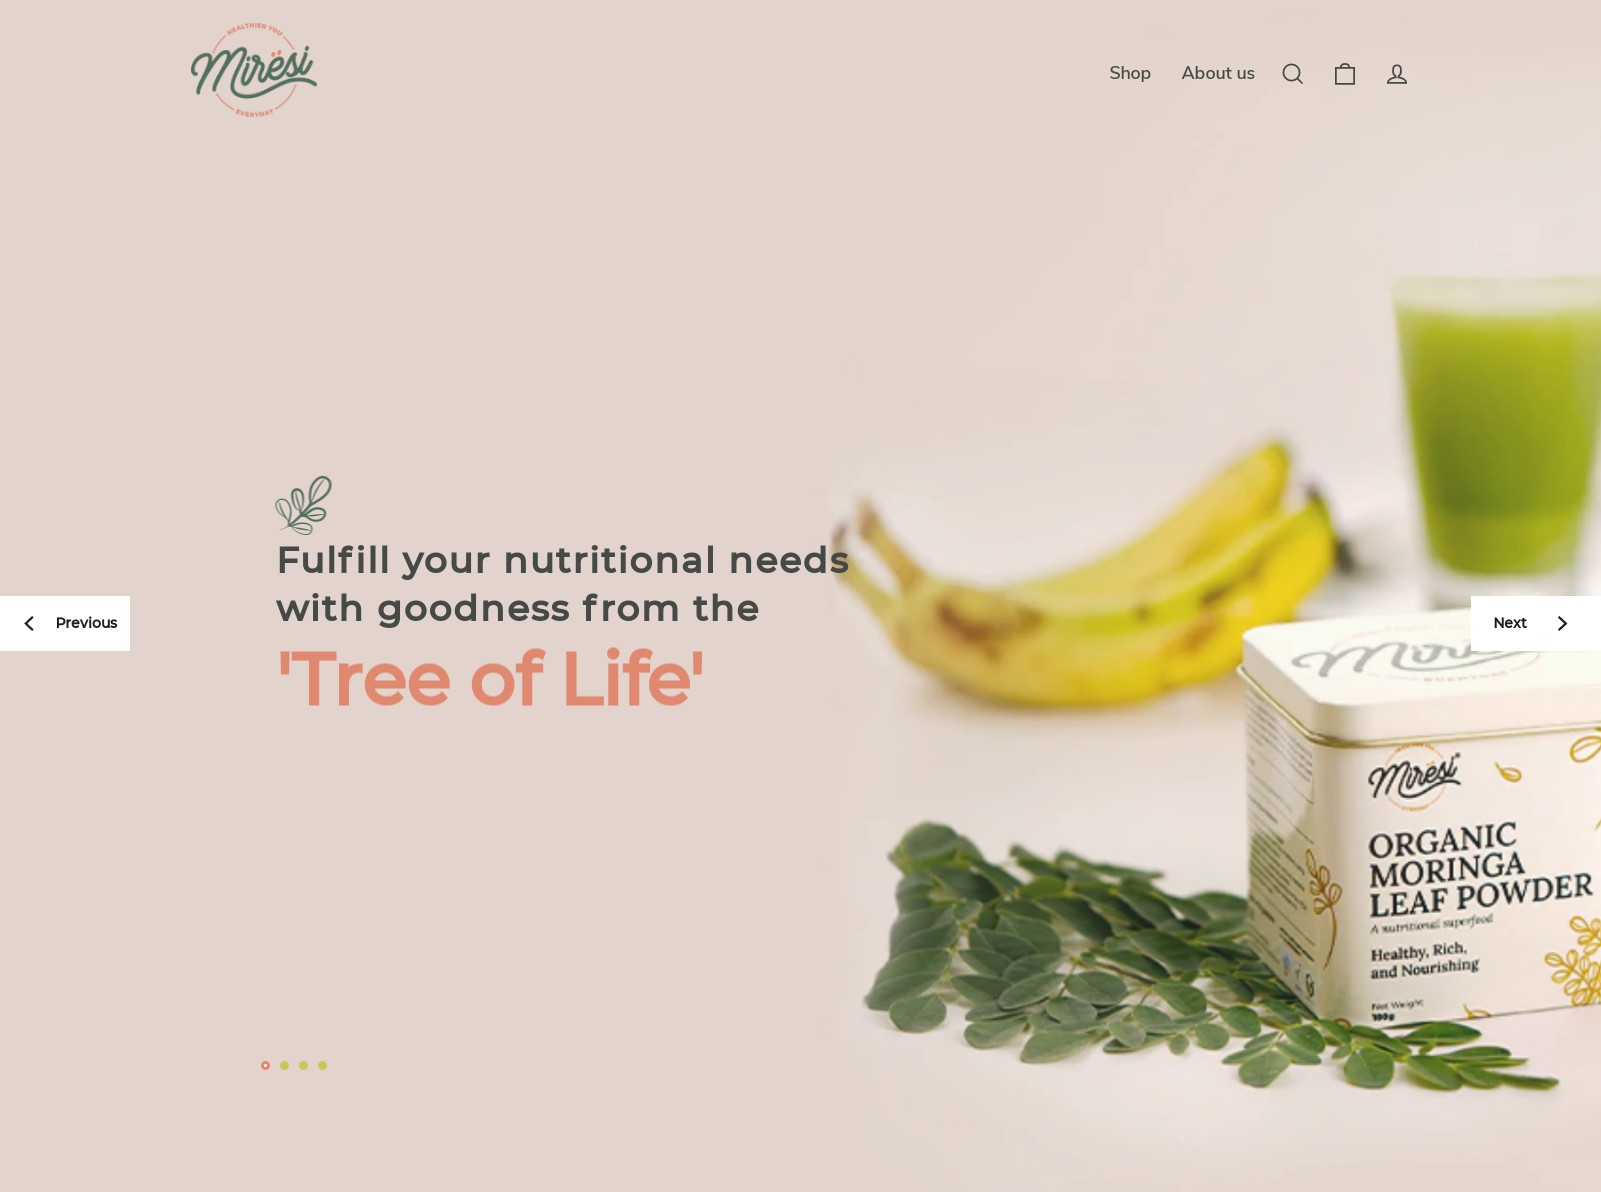 HEALTHIER YOU
Mirësi
EVERYDAY
Shop
About us
Fulfill your nutritional needs
with goodness from the
'Tree of Life'
Previous
Next
EVERYDAY
Mirësi
ORGANIC
MORINGA
LEAF POWDER
A nutritional superfood
Healthy, Rich,
and Nourishing
Net Weight
100g